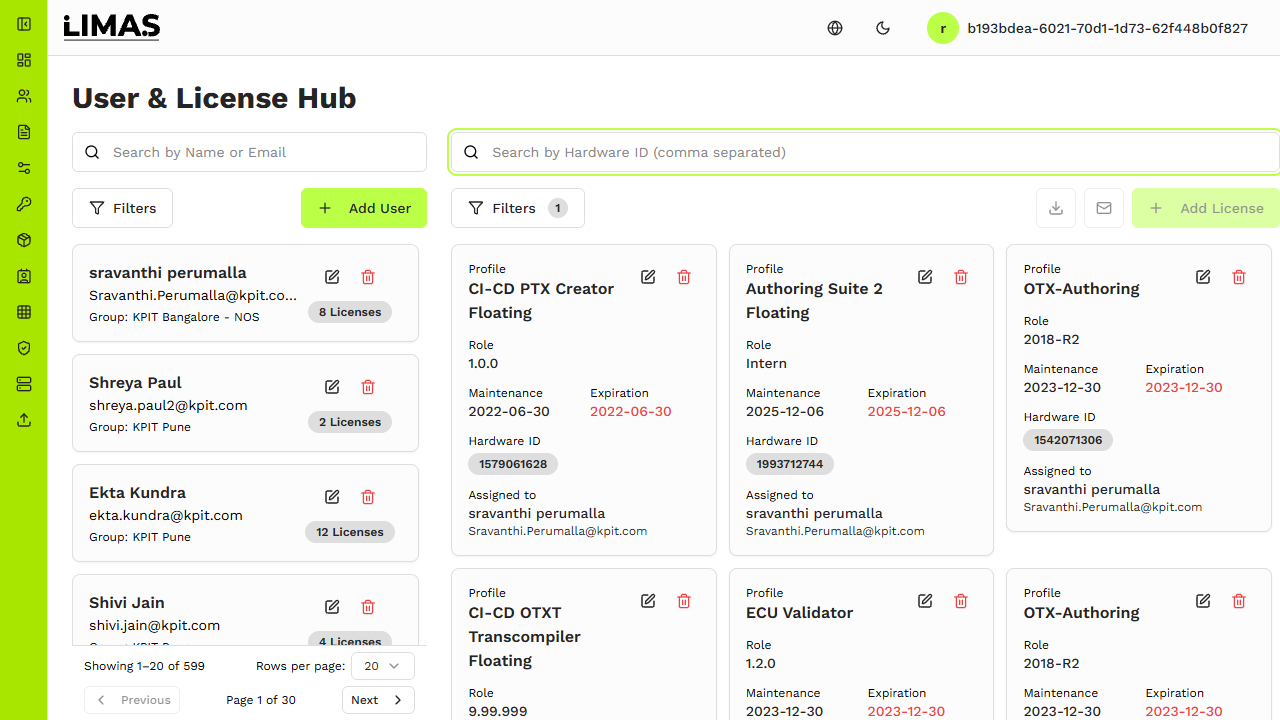 LIMAS
r
b193bdea-6021-70d1-1d73-62f448b0f827
User & License Hub
Search by Name or Email
Filters
Add User
sravanthi perumalla
Sravanthi.Perumalla@kpit.co...
Group: KPIT Bangalore - NOS
8 Licenses
Shreya Paul
shreya.paul2@kpit.com
Group: KPIT Pune
2 Licenses
Ekta Kundra
ekta.kundra@kpit.com
Group: KPIT Pune
12 Licenses
Shivi Jain
shivi.jain@kpit.com
4 Licenses
Showing 1–20 of 599
Rows per page: 20
Previous
Page 1 of 30
Next
Search by Hardware ID (comma separated)
Filters 1
Add License
Profile
CI-CD PTX Creator
Floating
Role
1.0.0
Maintenance Expiration
2022-06-30 2022-06-30
Hardware ID
1579061628
Assigned to
sravanthi perumalla
Sravanthi.Perumalla@kpit.com
Profile
Authoring Suite 2
Floating
Role
Intern
Maintenance Expiration
2025-12-06 2025-12-06
Hardware ID
1993712744
Assigned to
sravanthi perumalla
Sravanthi.Perumalla@kpit.com
Profile
OTX-Authoring
Role
2018-R2
Maintenance Expiration
2023-12-30 2023-12-30
Hardware ID
1542071306
Assigned to
sravanthi perumalla
Sravanthi.Perumalla@kpit.com
Profile
CI-CD OTXT
Transcompiler
Floating
Role
9.99.999
Profile
ECU Validator
Role
1.2.0
Maintenance Expiration
2023-12-30 2023-12-30
Profile
OTX-Authoring
Role
2018-R2
Maintenance Expiration
2023-12-30 2023-12-30